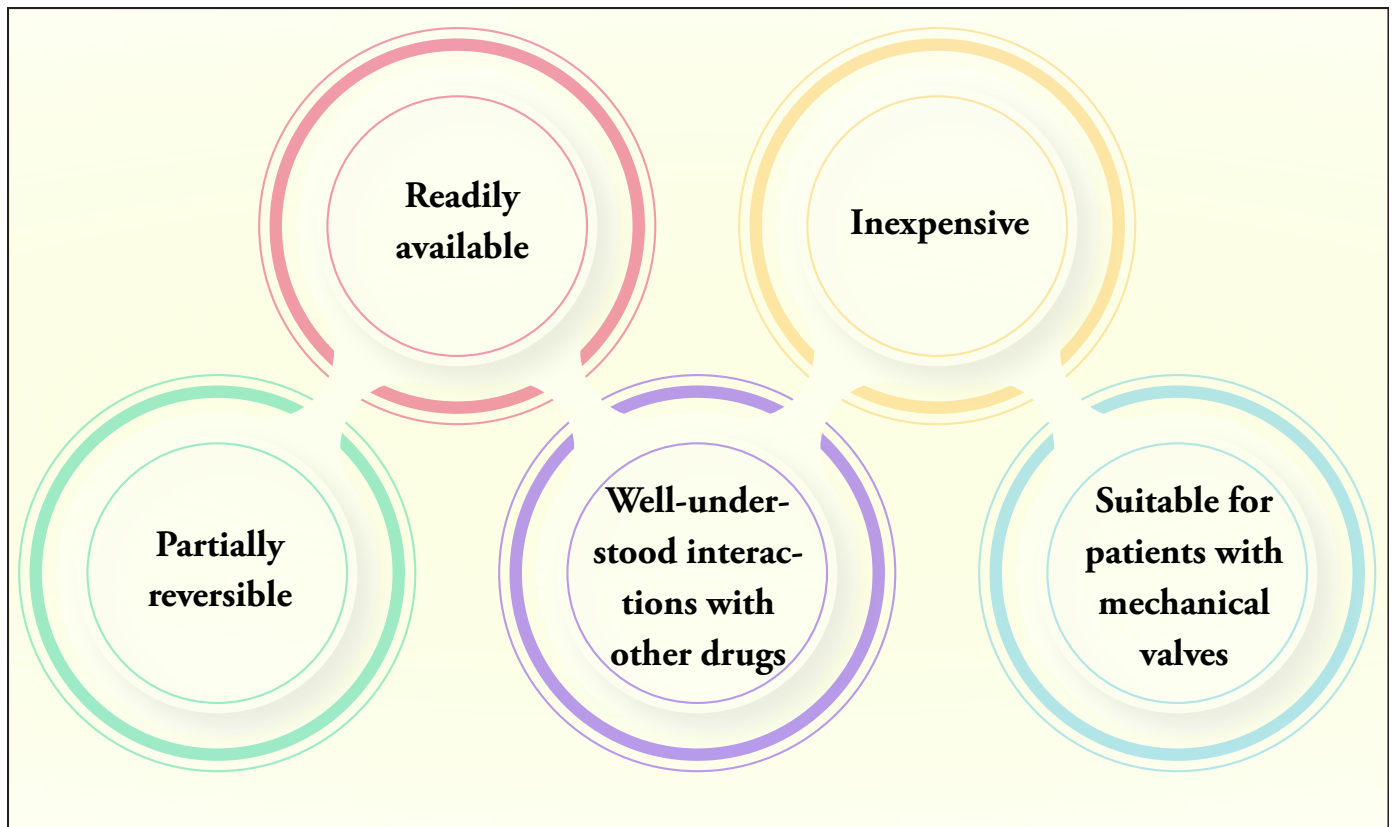 Readily
available
Inexpensive
Partially
reversible
Well-under-
stood interac-
tions with
other drugs
Suitable for
patients with
mechanical
valves